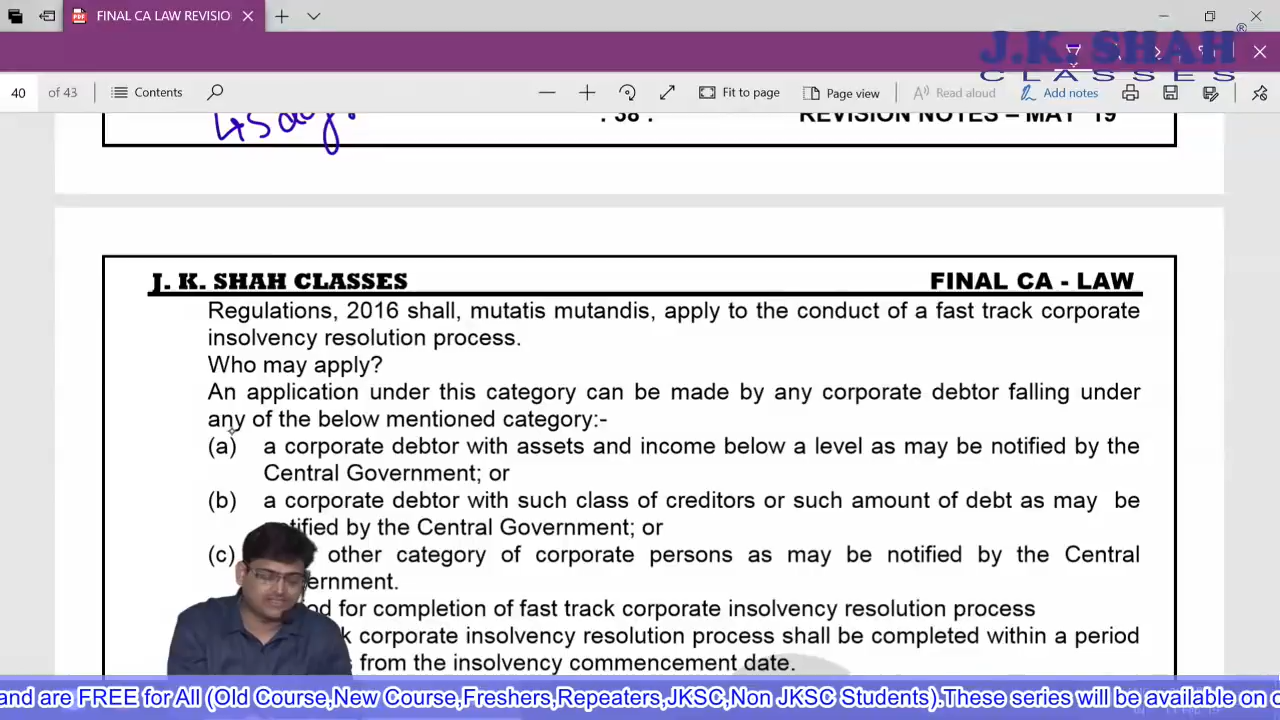 FINAL CA LAW REVISIO
J.K. SHAH®
CLASSES
40 of 43 Contents Fit to page Page view Read aloud Add notes
45 day
: 38 : REVISION NOTES – MAY '19
J. K. SHAH CLASSES FINAL CA - LAW
Regulations, 2016 shall, mutatis mutandis, apply to the conduct of a fast track corporate
insolvency resolution process.
Who may apply?
An application under this category can be made by any corporate debtor falling under
any of the below mentioned category:-
(a) a corporate debtor with assets and income below a level as may be notified by the
Central Government; or
(b) a corporate debtor with such class of creditors or such amount of debt as may be
notified by the Central Government; or
(c) other category of corporate persons as may be notified by the Central
ernment.
od for completion of fast track corporate insolvency resolution process
k corporate insolvency resolution process shall be completed within a period
from the insolvency commencement date.
and are FREE for All (Old Course,New Course,Freshers,Repeaters,JKSC,Non JKSC Students).These series will be available on